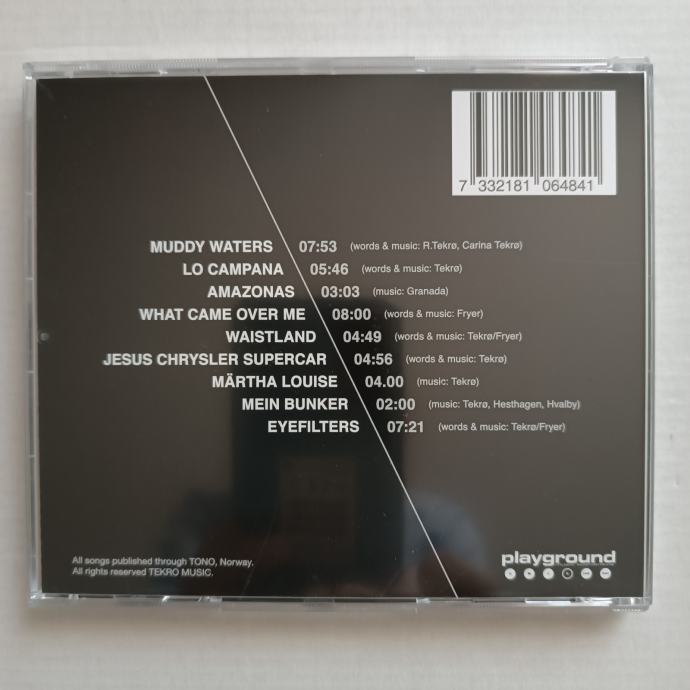 7 332181 064841
MUDDY WATERS 07:53 (words & music: R.Tekrø, Carina Tekrø)
LO CAMPANA 05:46 (words & music: Tekrø)
AMAZONAS 03:03 (music: Granada)
WHAT CAME OVER ME 08:00 (words & music: Fryer)
WAISTLAND 04:49 (words & music: Tekrø/Fryer)
JESUS CHRYSLER SUPERCAR 04:56 (words & music: Tekrø)
MÄRTHA LOUISE 04.00 (music: Tekrø)
MEIN BUNKER 02:00 (music: Tekrø, Hesthagen, Hvalby)
EYEFILTERS 07:21 (words & music: Tekrø/Fryer)
All songs published through TONO, Norway.
All rights reserved TEKRO MUSIC.
playground